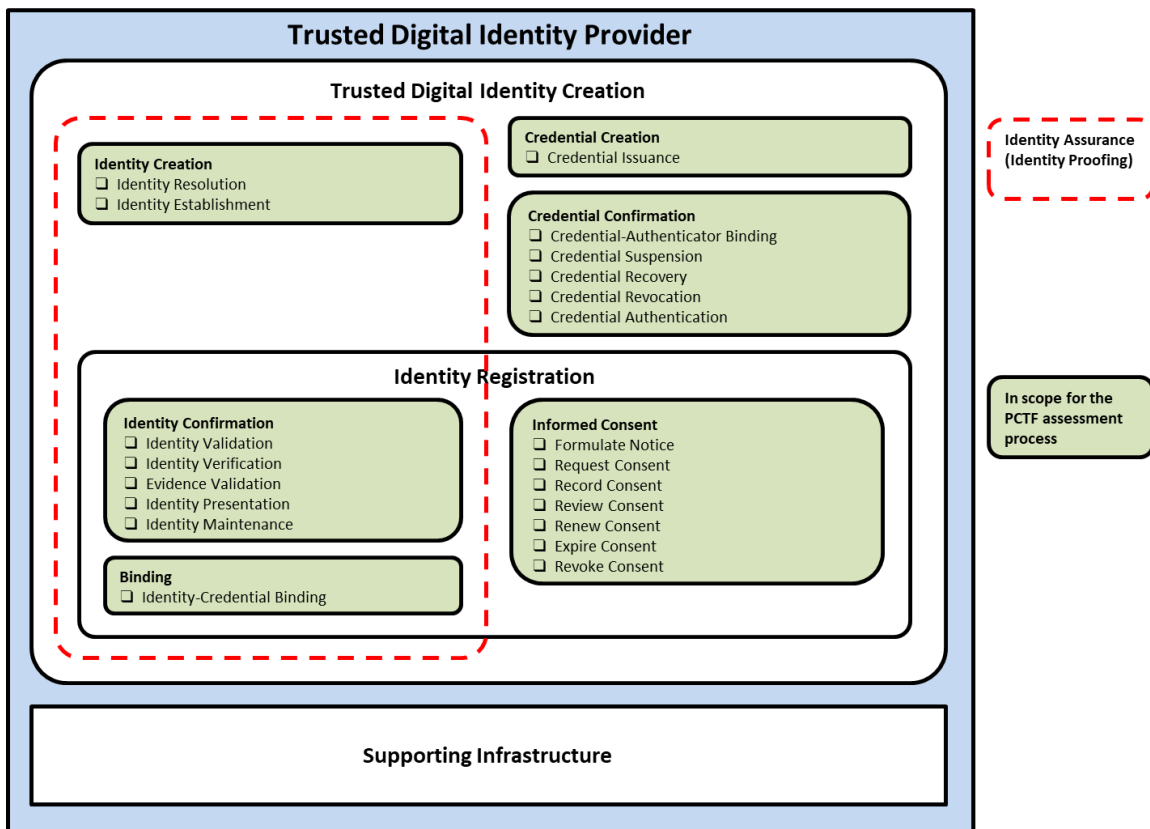 Trusted Digital Identity Provider
Trusted Digital Identity Creation
Identity Creation
❑ Identity Resolution
❑ Identity Establishment
Credential Creation
❑ Credential Issuance
Credential Confirmation
❑ Credential-Authenticator Binding
❑ Credential Suspension
❑ Credential Recovery
❑ Credential Revocation
❑ Credential Authentication
Identity Registration
Identity Confirmation
❑ Identity Validation
❑ Identity Verification
❑ Evidence Validation
❑ Identity Presentation
❑ Identity Maintenance
Binding
❑ Identity-Credential Binding
Informed Consent
❑ Formulate Notice
❑ Request Consent
❑ Record Consent
❑ Review Consent
❑ Renew Consent
❑ Expire Consent
❑ Revoke Consent
Supporting Infrastructure
Identity Assurance
(Identity Proofing)
In scope for the
PCTF assessment
process